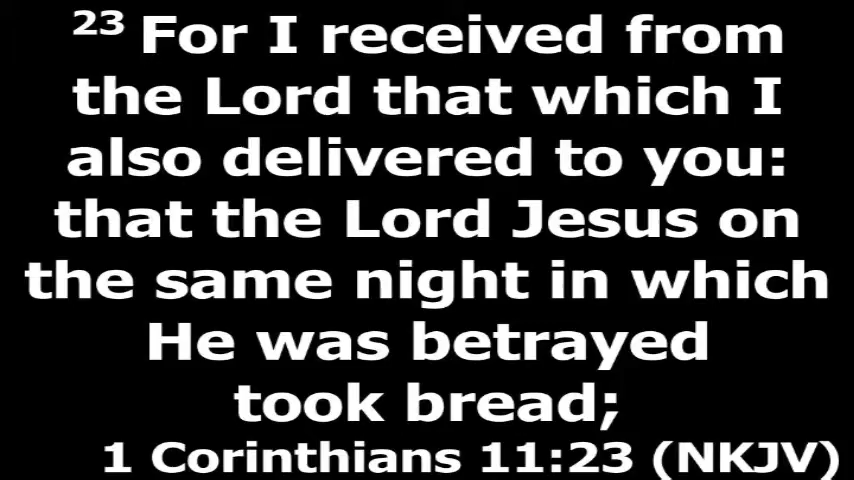 23 For I received from
the Lord that which I
also delivered to you:
that the Lord Jesus on
the same night in which
He was betrayed
took bread;
1 Corinthians 11:23 (NKJV)